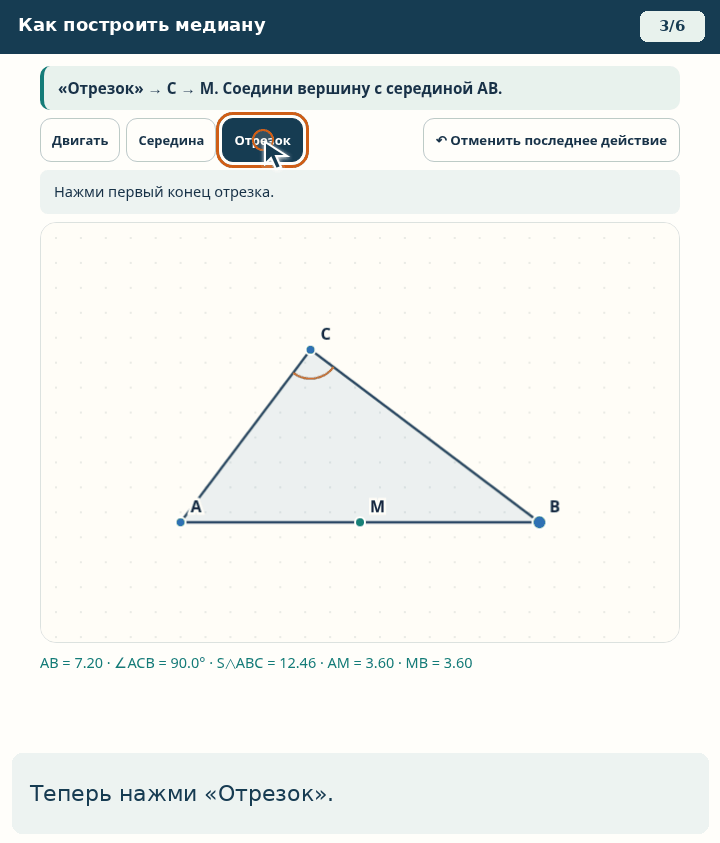 Как построить медиану
3/6
«Отрезок» → C → M. Соедини вершину с серединой AB.
Двигать
Середина
Отрезок
↶ Отменить последнее действие
Нажми первый конец отрезка.
C
A
M
B
AB = 7.20 · ∠ACB = 90.0° · S△ABC = 12.46 · AM = 3.60 · MB = 3.60
Теперь нажми «Отрезок».